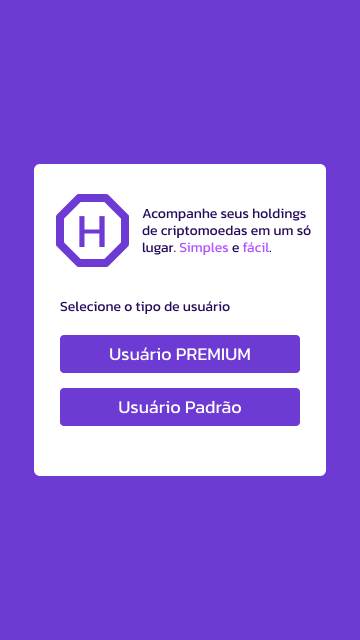 H
Acompanhe seus holdings
de criptomoedas em um só
lugar. Simples e fácil.
Selecione o tipo de usuário
Usuário PREMIUM
Usuário Padrão